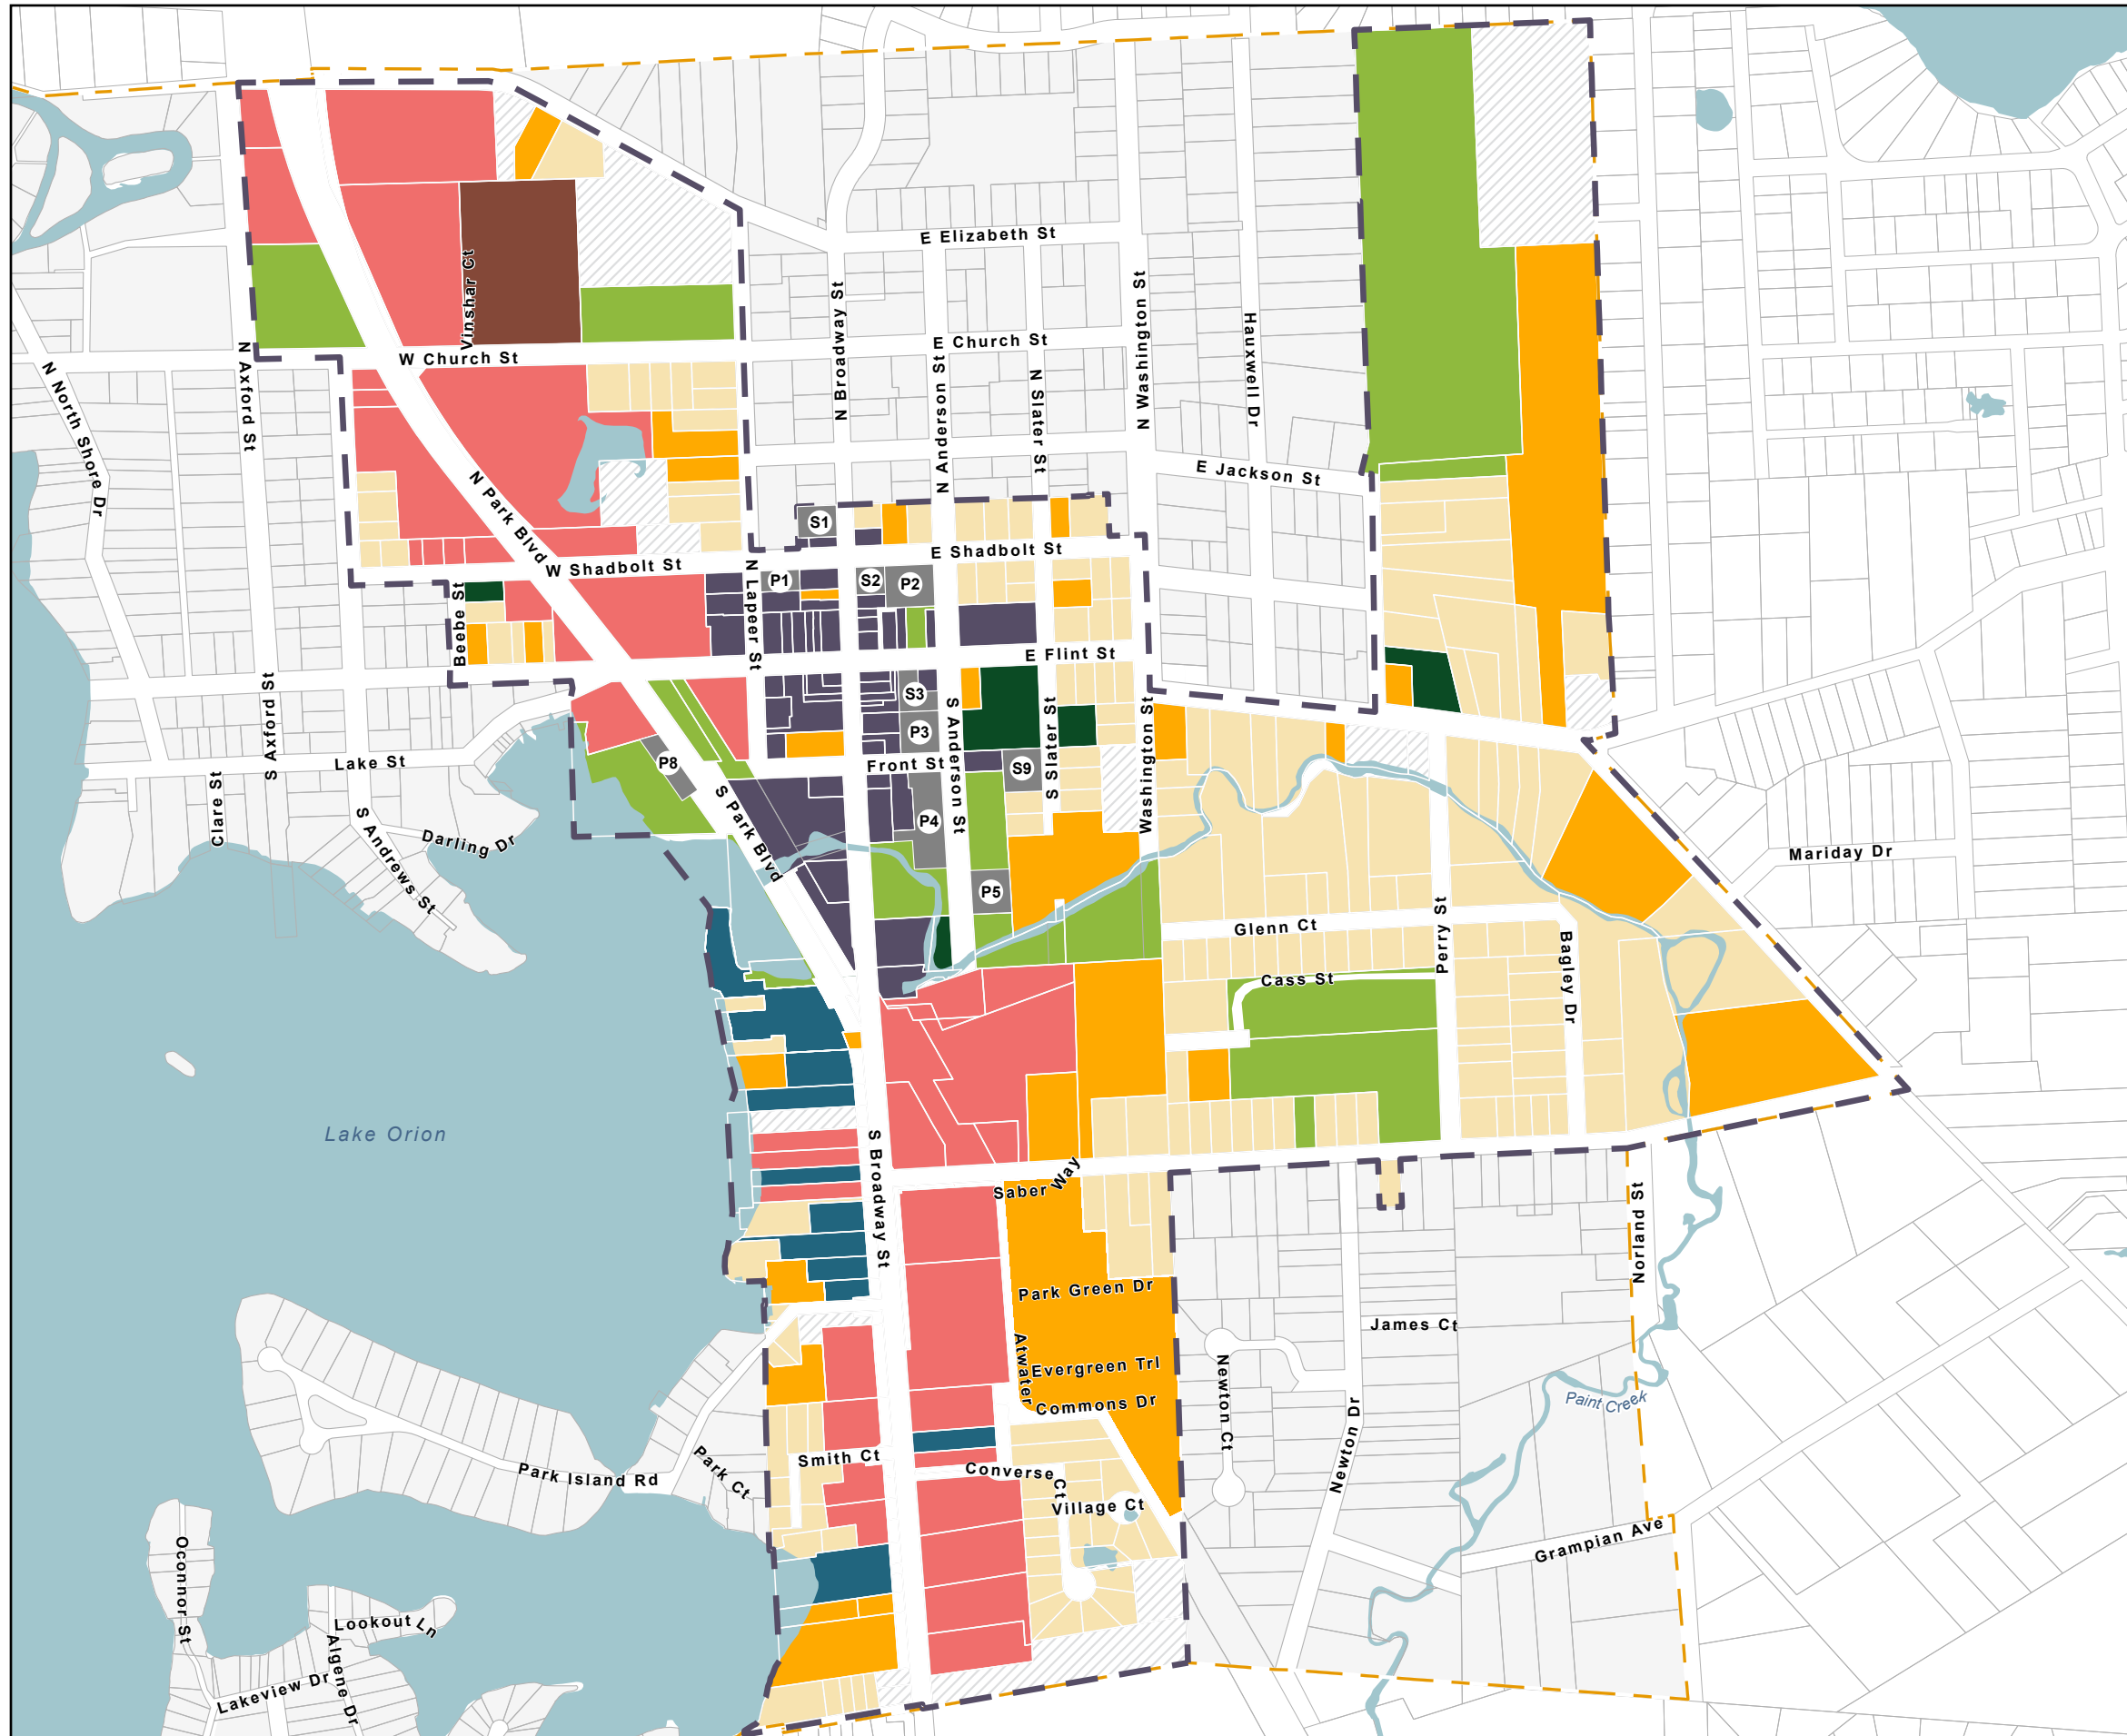 E Elizabeth St
Vinshar Ct
W Church St
E Church St
N Broadway St
N Anderson St
N Slater St
N Washington St
Hauxwell Dr
N North Shore Dr
N Axford St
E Jackson St
N Park Blvd
S1
E Shadbolt St
W Shadbolt St
P1
S2
P2
Beebe St
N Lapeer St
E Flint St
S3
P3
S Anderson St
S Slater St
Washington St
S Axford St
Lake St
P8
Front St
S9
Clare St
S Andrews St
Darling Dr
S Park Blvd
P4
P5
Mariday Dr
Glenn Ct
Perry St
Bagley Dr
Cass St
Lake Orion
S Broadway St
Saber Way
Norland St
Park Green Dr
James Ct
Atwater
Evergreen Trl
Commons Dr
Newton Ct
Newton Dr
Paint Creek
Smith Ct
Park Ct
Park Island Rd
Converse Ct
Village Ct
Grampian Ave
Oconnor St
Lookout Ln
Algene Dr
Lakeview Dr